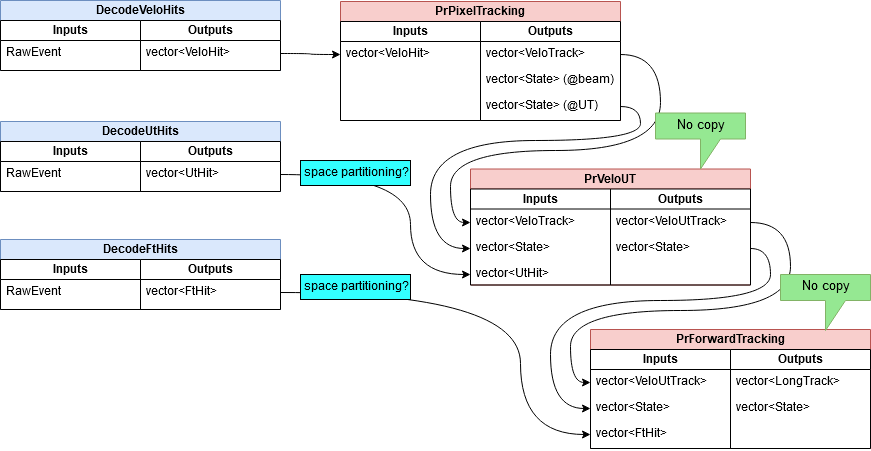 DecodeVeloHits
Inputs Outputs
RawEvent vector<VeloHit>
PrPixelTracking
Inputs Outputs
vector<VeloHit> vector<VeloTrack>
vector<State> (@beam)
vector<State> (@UT)
DecodeUtHits
Inputs Outputs
RawEvent vector<UtHit>
space partitioning?
No copy
PrVeloUT
Inputs Outputs
vector<VeloTrack> vector<VeloUtTrack>
vector<State> vector<State>
vector<UtHit>
DecodeFtHits
Inputs Outputs
RawEvent vector<FtHit>
space partitioning?
No copy
PrForwardTracking
Inputs Outputs
vector<VeloUtTrack> vector<LongTrack>
vector<State> vector<State>
vector<FtHit>